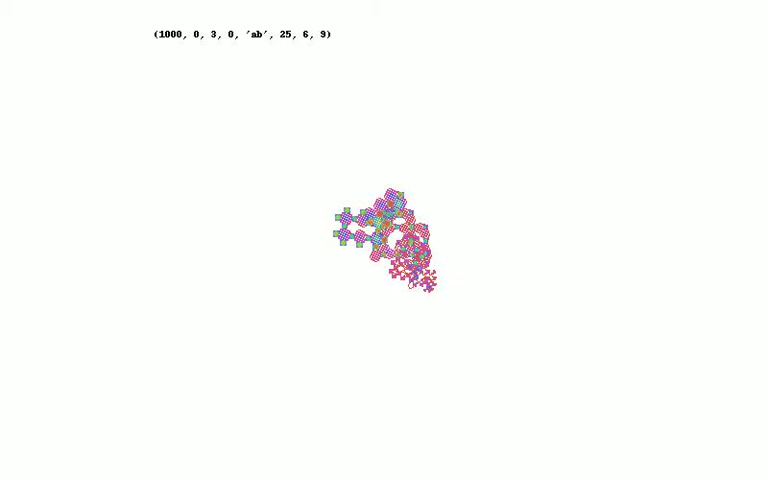 (1000, 0, 3, 0, 'ab', 25, 6, 9)